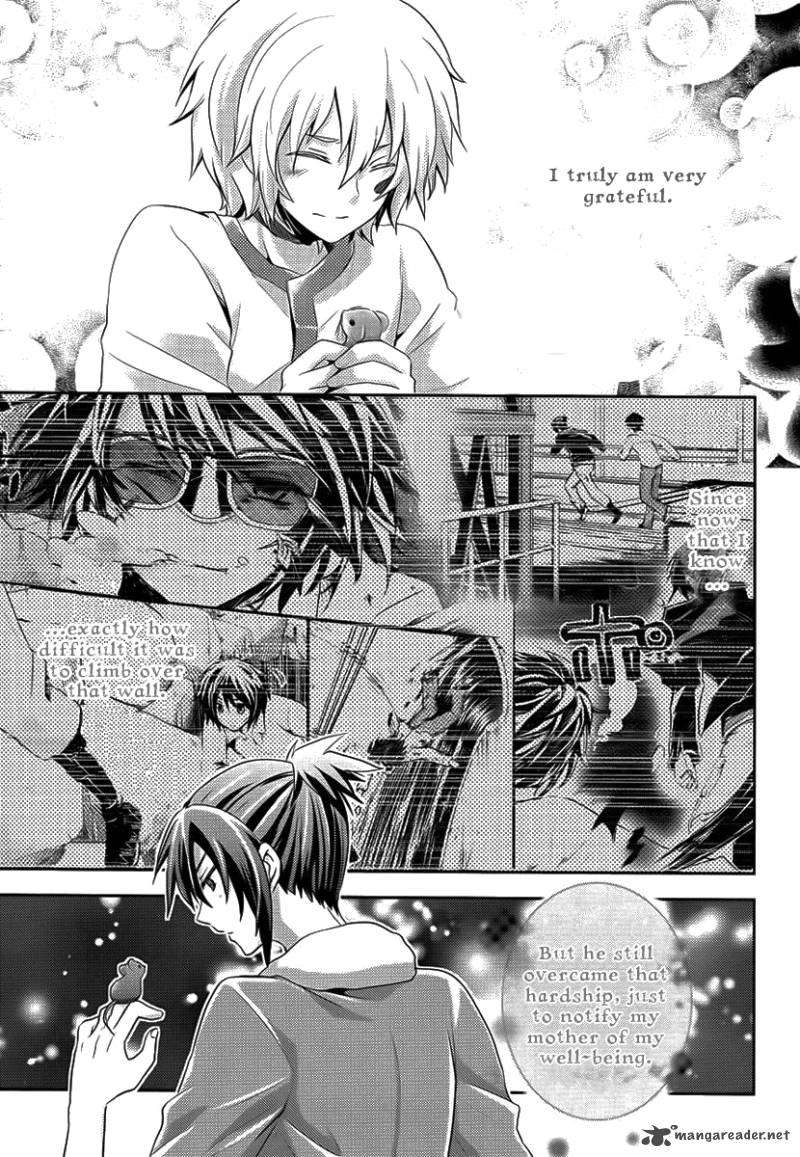 I truly am very
grateful.
Since
now
that I
know
...
...exactly how
difficult it was
to climb over
that wall.
ポ
But he still
overcame that
hardship, just
to notify my
mother of my
well-being.
mangareader.net